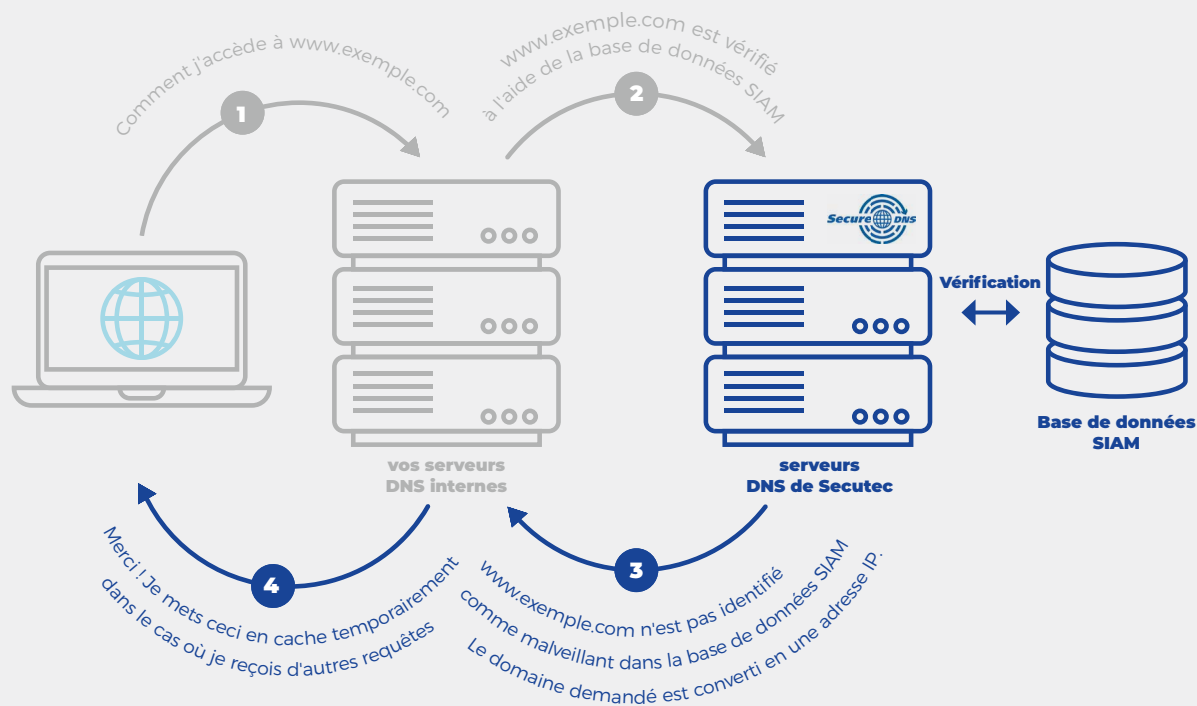 Comment j'accède à www.exemple.com
1
www.exemple.com est vérifié
à l'aide de la base de données SIAM
2
Secure DNS
Vérification
Base de données
SIAM
vos serveurs
DNS internes
serveurs
DNS de Secutec
3
www.exemple.com n'est pas identifié
comme malveillant dans la base de données SIAM
Le domaine demandé est converti en une adresse IP.
4
Merci ! Je mets ceci en cache temporairement
dans le cas où je reçois d'autres requêtes